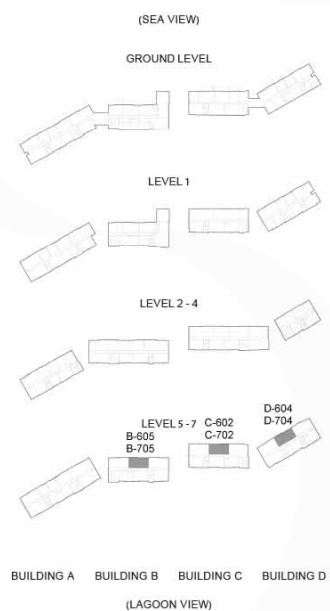 (SEA VIEW)
GROUND LEVEL
LEVEL 1
LEVEL 2 - 4
LEVEL 5 - 7
B-605
B-705
C-602
C-702
D-604
D-704
BUILDING A BUILDING B BUILDING C BUILDING D
(LAGOON VIEW)